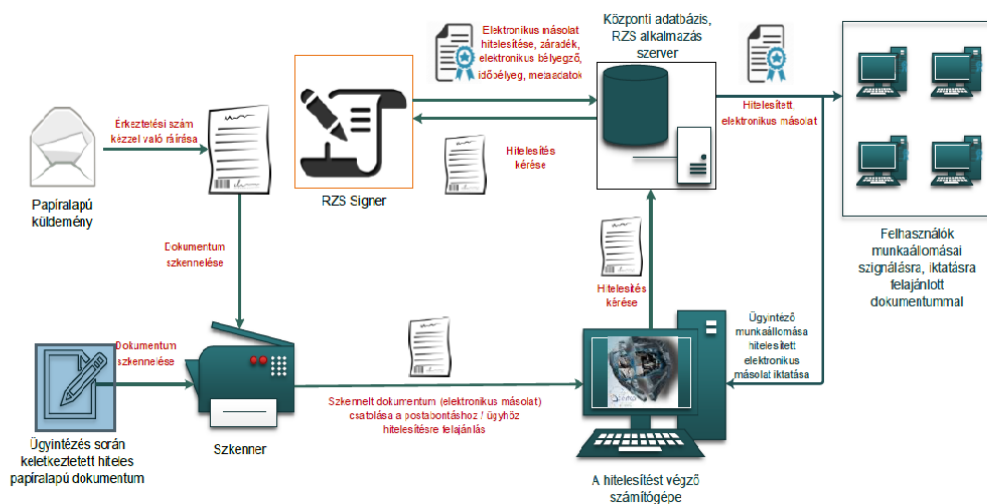 Elektronikus másolat
hitelesítése, záradék,
elektronikus bélyegző,
időbélyeg, metaadatok
Központi adatbázis,
RZS alkalmazás
szerver
Érkeztetési szám
kézzel való ráírása
Hitelesített
elektronikus másolat
Hitelesítés
kérése
RZS Signer
Papíralapú
küldemény
Dokumentum
szkennelése
Felhasználók
munkaállomásai
szignálásra, iktatásra
felajánlott
dokumentummal
Hitelesítés
kérése
Dokumentum
szkennelése
Ügyintéző
munkaállomása
hitelesített
elektronikus
másolat iktatása
Szkennelt dokumentum (elektronikus másolat)
csatolása a postabontáshoz / ügyhöz
hitelesítésre felajánlás
Szkenner
Ügyintézés során
keletkeztetett hiteles
papíralapú dokumentum
A hitelesítést végző
számítógépe